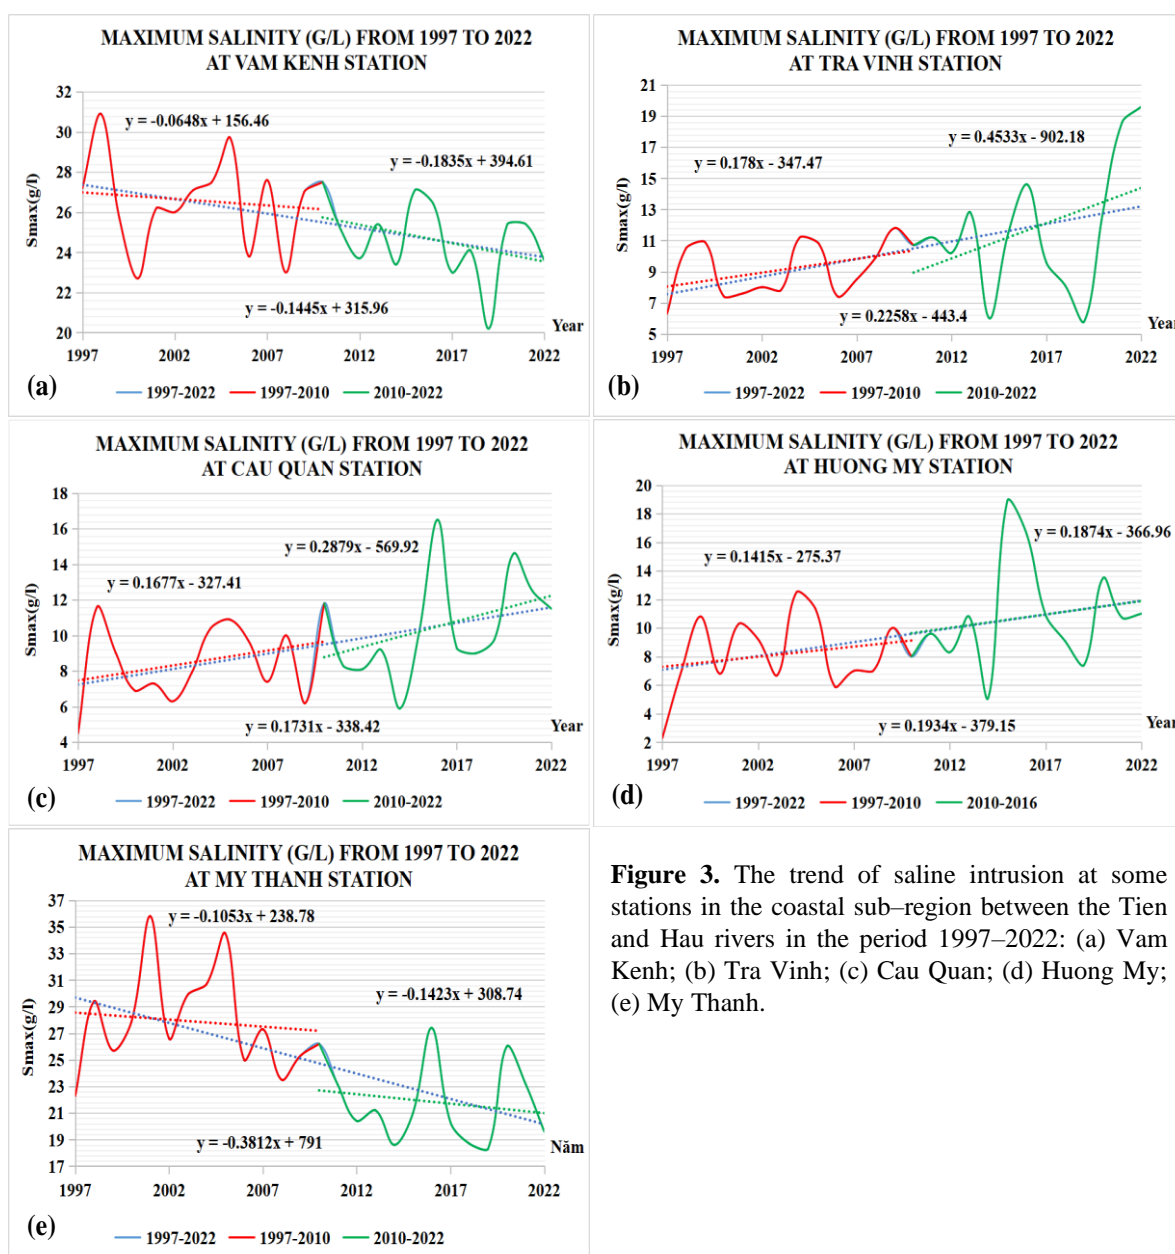 MAXIMUM SALINITY (G/L) FROM 1997 TO 2022
AT VAM KENH STATION
32
30
28
26
24
22
20
Smax(g/l)
y = -0.0648x + 156.46
y = -0.1835x + 394.61
y = -0.1445x + 315.96
Year
1997 2002 2007 2012 2017 2022
(a)
1997-2022 1997-2010 2010-2022
MAXIMUM SALINITY (G/L) FROM 1997 TO 2022
AT TRA VINH STATION
21
19
17
15
13
11
9
7
5
Smax(g/l)
y = 0.4533x - 902.18
y = 0.178x - 347.47
y = 0.2258x - 443.4
Year
1997 2002 2007 2012 2017 2022
(b)
1997-2022 1997-2010 2010-2022
MAXIMUM SALINITY (G/L) FROM 1997 TO 2022
AT CAU QUAN STATION
18
16
14
12
10
8
6
4
Smax(g/l)
y = 0.2879x - 569.92
y = 0.1677x - 327.41
y = 0.1731x - 338.42
Year
1997 2002 2007 2012 2017 2022
(c)
1997-2022 1997-2010 2010-2022
MAXIMUM SALINITY (G/L) FROM 1997 TO 2022
AT HUONG MY STATION
20
18
16
14
12
10
8
6
4
2
Smax(g/l)
y = 0.1874x - 366.96
y = 0.1415x - 275.37
y = 0.1934x - 379.15
Year
1997 2002 2007 2012 2017 2022
(d)
1997-2022 1997-2010 2010-2016
MAXIMUM SALINITY (G/L) FROM 1997 TO 2022
AT MY THANH STATION
37
35
33
31
29
27
25
23
21
19
17
Smax(g/l)
y = -0.1053x + 238.78
y = -0.1423x + 308.74
y = -0.3812x + 791
Năm
1997 2002 2007 2012 2017 2022
(e)
1997-2022 1997-2010 2010-2022
Figure 3. The trend of saline intrusion at some
stations in the coastal sub–region between the Tien
and Hau rivers in the period 1997–2022: (a) Vam
Kenh; (b) Tra Vinh; (c) Cau Quan; (d) Huong My;
(e) My Thanh.